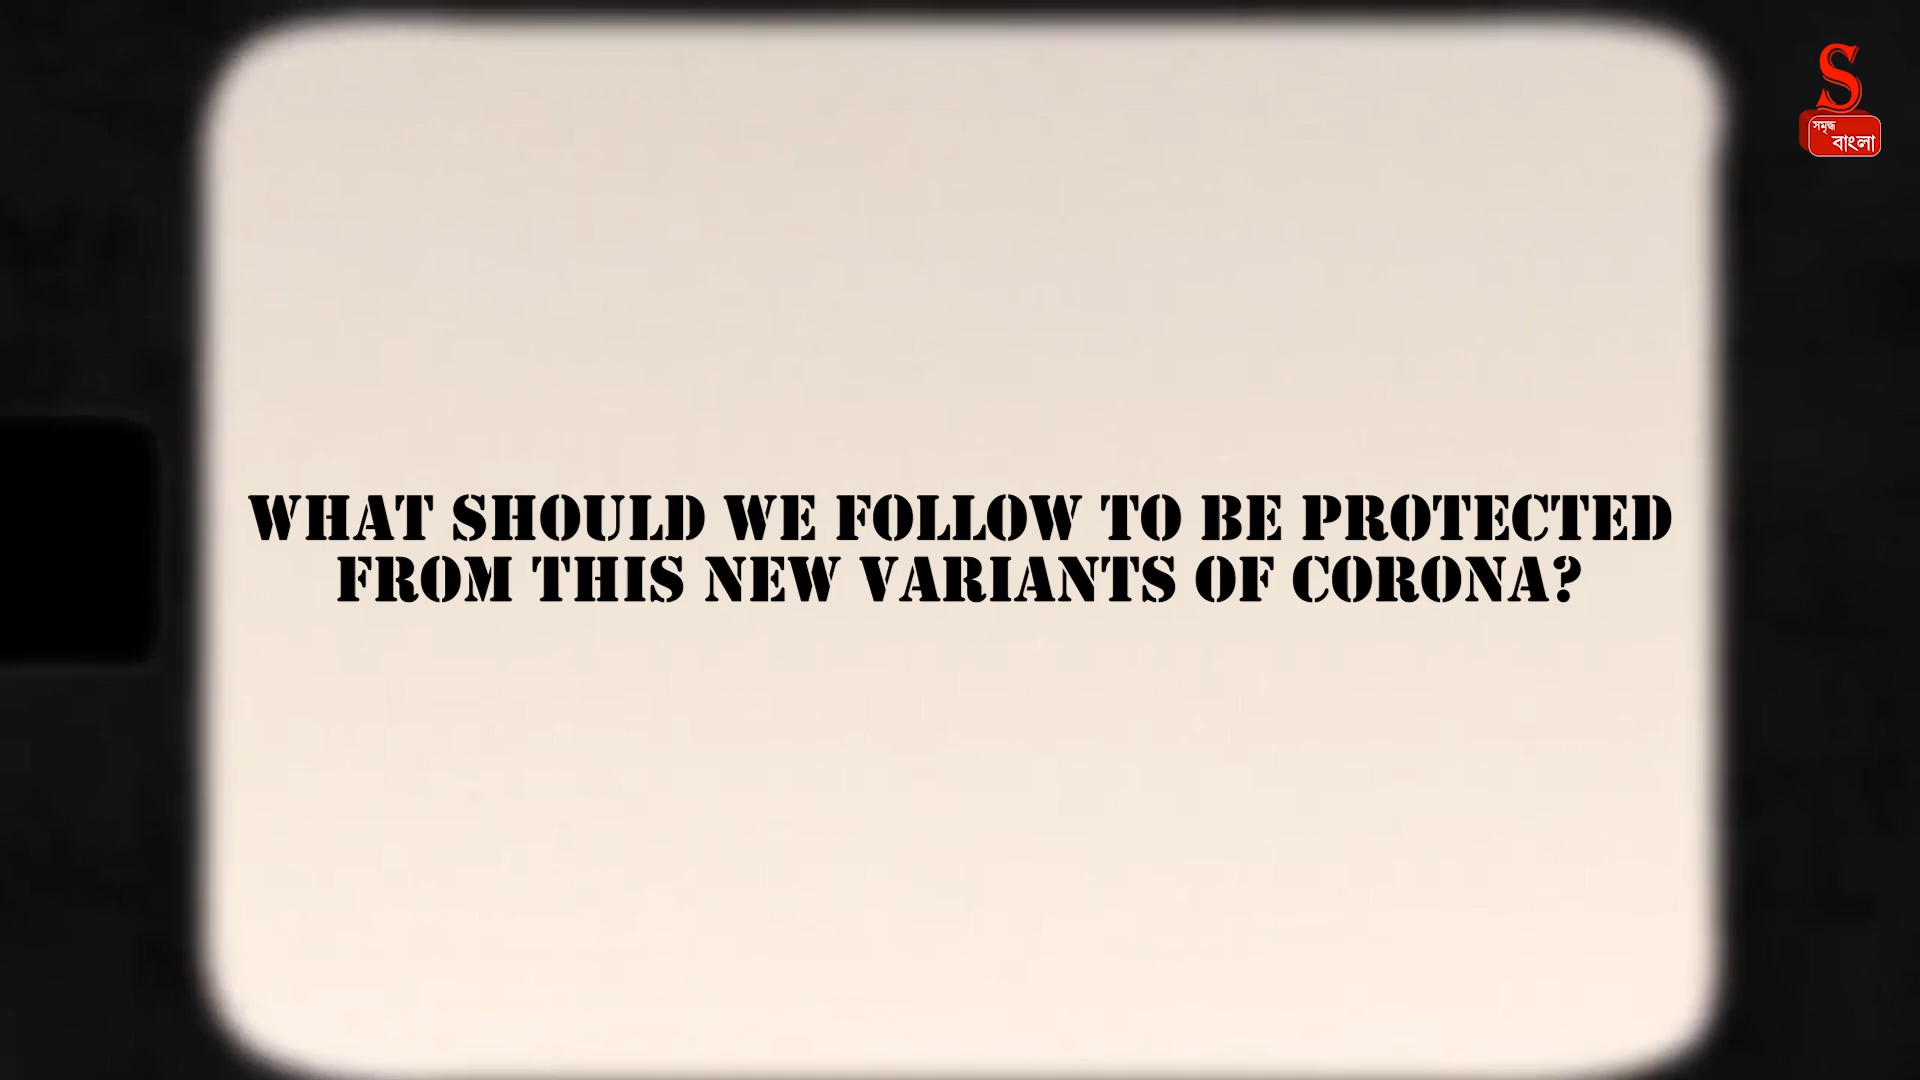 S
সমৃদ্ধ
বাংলা
WHAT SHOULD WE FOLLOW TO BE PROTECTED
FROM THIS NEW VARIANTS OF CORONA?